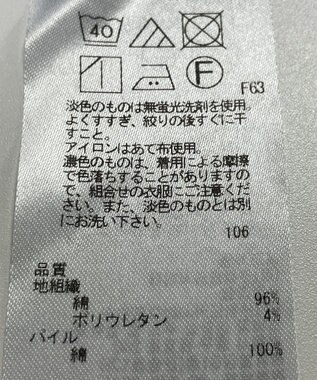 40
F
F63
淡色のものは無蛍光洗剤を使用。
よくすすぎ、絞りの後すぐに干
すこと。
アイロンはあて布使用。
濃色のものは、着用による摩擦
で色落ちすることがありますの
で、組合せの衣服にご注意くだ
さい。また、淡色のものとは別
にお洗い下さい。
106
品質
地組織
綿 96%
ポリウレタン 4%
パイル
綿 100%